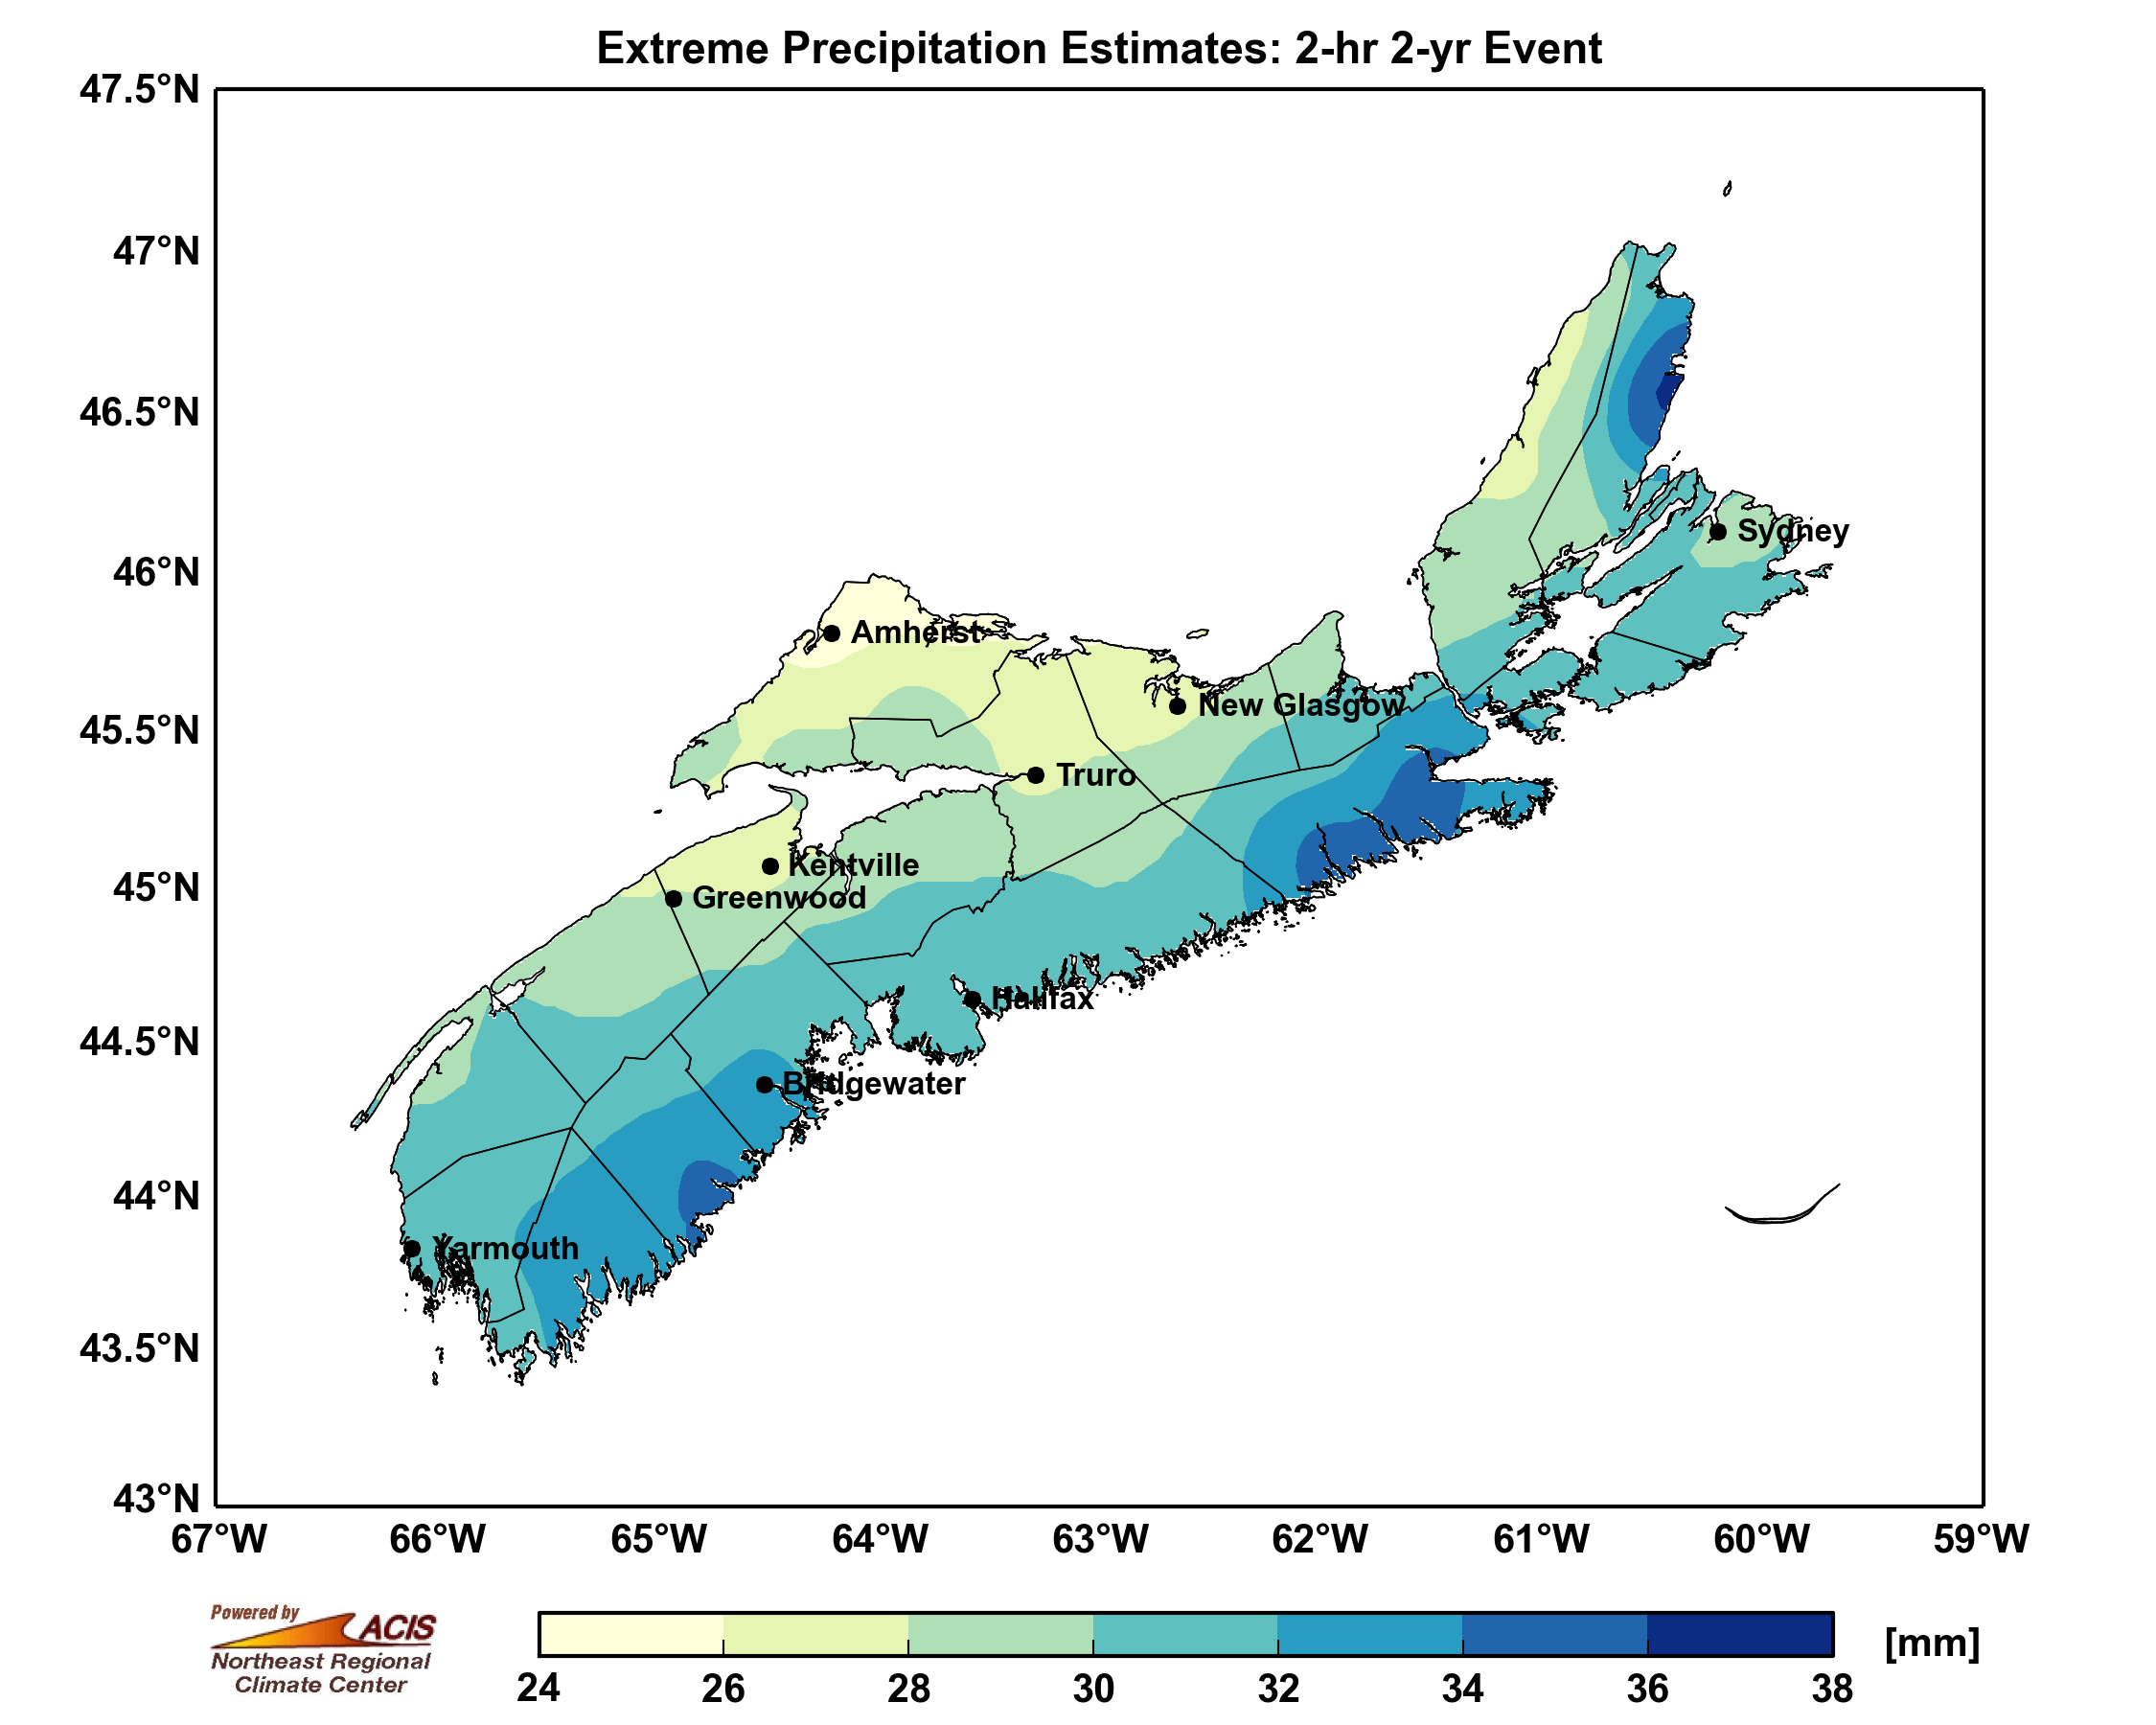 Extreme Precipitation Estimates: 2-hr 2-yr Event
47.5°N
47°N
46.5°N
46°N
45.5°N
45°N
44.5°N
44°N
43.5°N
43°N
67°W 66°W 65°W 64°W 63°W 62°W 61°W 60°W 59°W
Sydney
Amherst
New Glasgow
Truro
Kentville
Greenwood
Halifax
Bridgewater
Yarmouth
Powered by
ACIS
Northeast Regional
Climate Center
24 26 28 30 32 34 36 38
[mm]